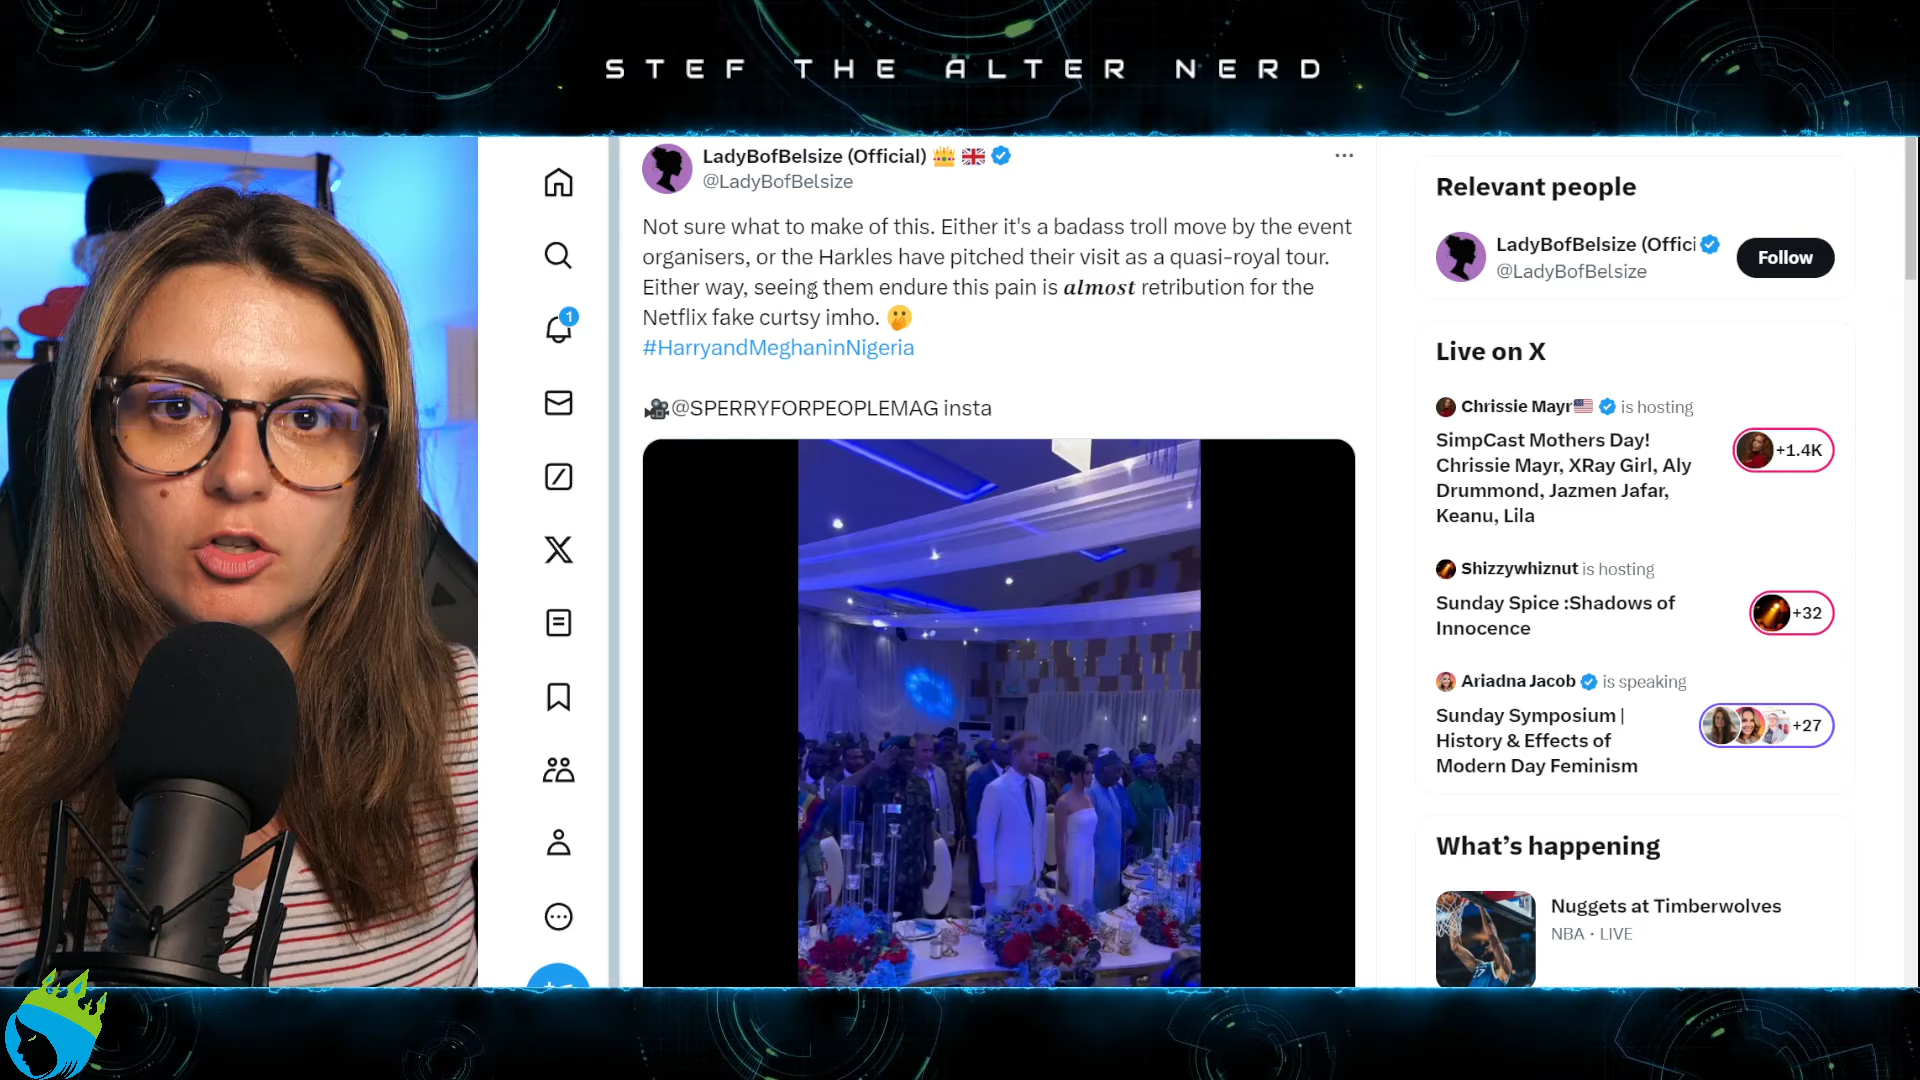 STEF THE ALTER NERD
LadyBofBelsize (Official)
@LadyBofBelsize
Not sure what to make of this. Either it's a badass troll move by the event
organisers, or the Harkles have pitched their visit as a quasi-royal tour.
Either way, seeing them endure this pain is almost retribution for the
Netflix fake curtsy imho.
#HarryandMeghaninNigeria
@SPERRYFORPEOPLEMAG insta
1
Relevant people
LadyBofBelsize (Offici
@LadyBofBelsize
Follow
Live on X
Chrissie Mayr is hosting
SimpCast Mothers Day!
Chrissie Mayr, XRay Girl, Aly
Drummond, Jazmen Jafar,
Keanu, Lila
+1.4K
Shizzywhiznut is hosting
Sunday Spice :Shadows of
Innocence
+32
Ariadna Jacob is speaking
Sunday Symposium |
History & Effects of
Modern Day Feminism
+27
What's happening
Nuggets at Timberwolves
NBA · LIVE